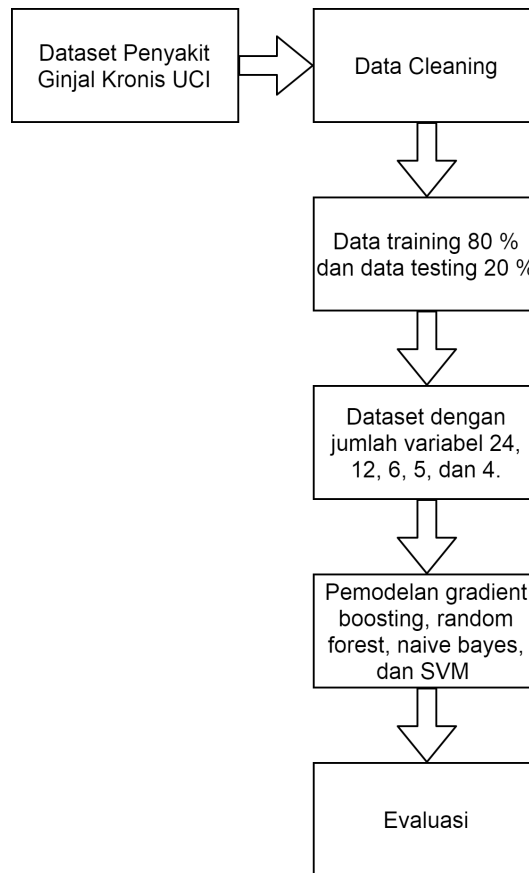 Dataset Penyakit
Ginjal Kronis UCI
Data Cleaning
Data training 80 %
dan data testing 20 %
Dataset dengan
jumlah variabel 24,
12, 6, 5, dan 4.
Pemodelan gradient
boosting, random
forest, naive bayes,
dan SVM
Evaluasi